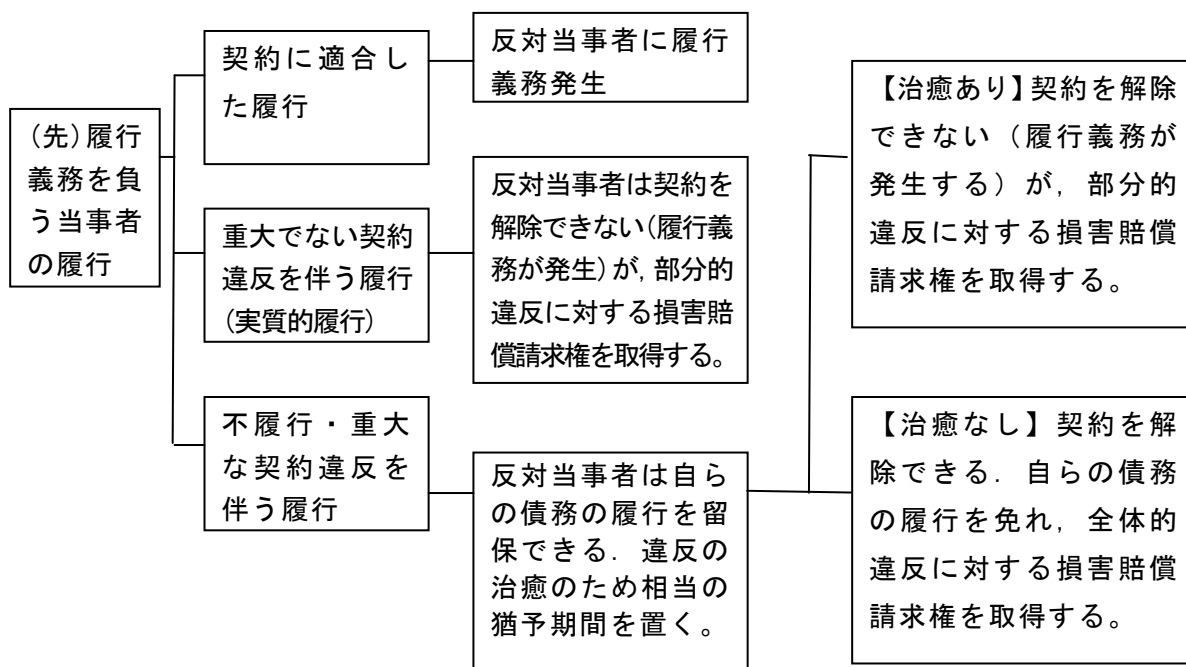 (先)履行
義務を負
う当事者
の履行
契約に適合し
た履行
反対当事者に履行
義務発生
重大でない契約
違反を伴う履行
(実質的履行)
反対当事者は契約を
解除できない(履行義
務が発生)が,部分的
違反に対する損害賠
償請求権を取得する。
不履行・重大
な契約違反を
伴う履行
反対当事者は自ら
の債務の履行を留
保できる．違反の
治癒のため相当の
猶予期間を置く。
【治癒あり】契約を解除
できない（履行義務が
発生する）が，部分的
違反に対する損害賠償
請求権を取得する。
【治癒なし】契約を解
除できる．自らの債務
の履行を免れ，全体的
違反に対する損害賠償
請求権を取得する。